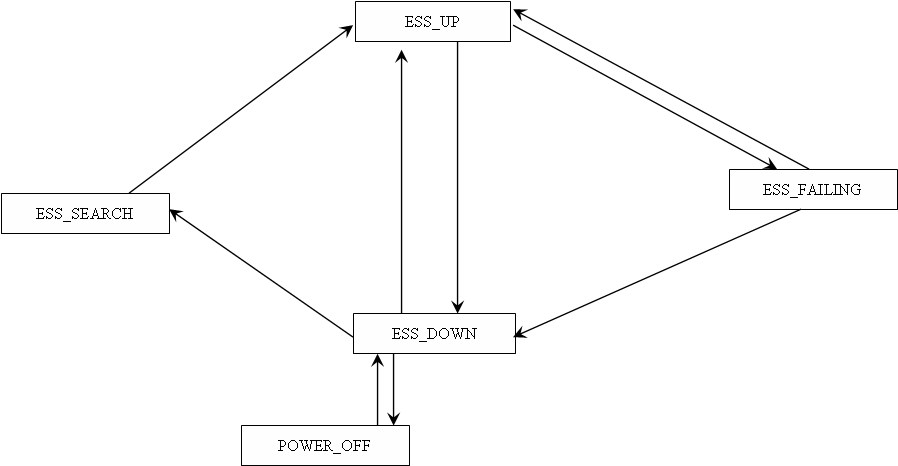 ESS_UP
ESS_SEARCH
ESS_FAILING
ESS_DOWN
POWER_OFF